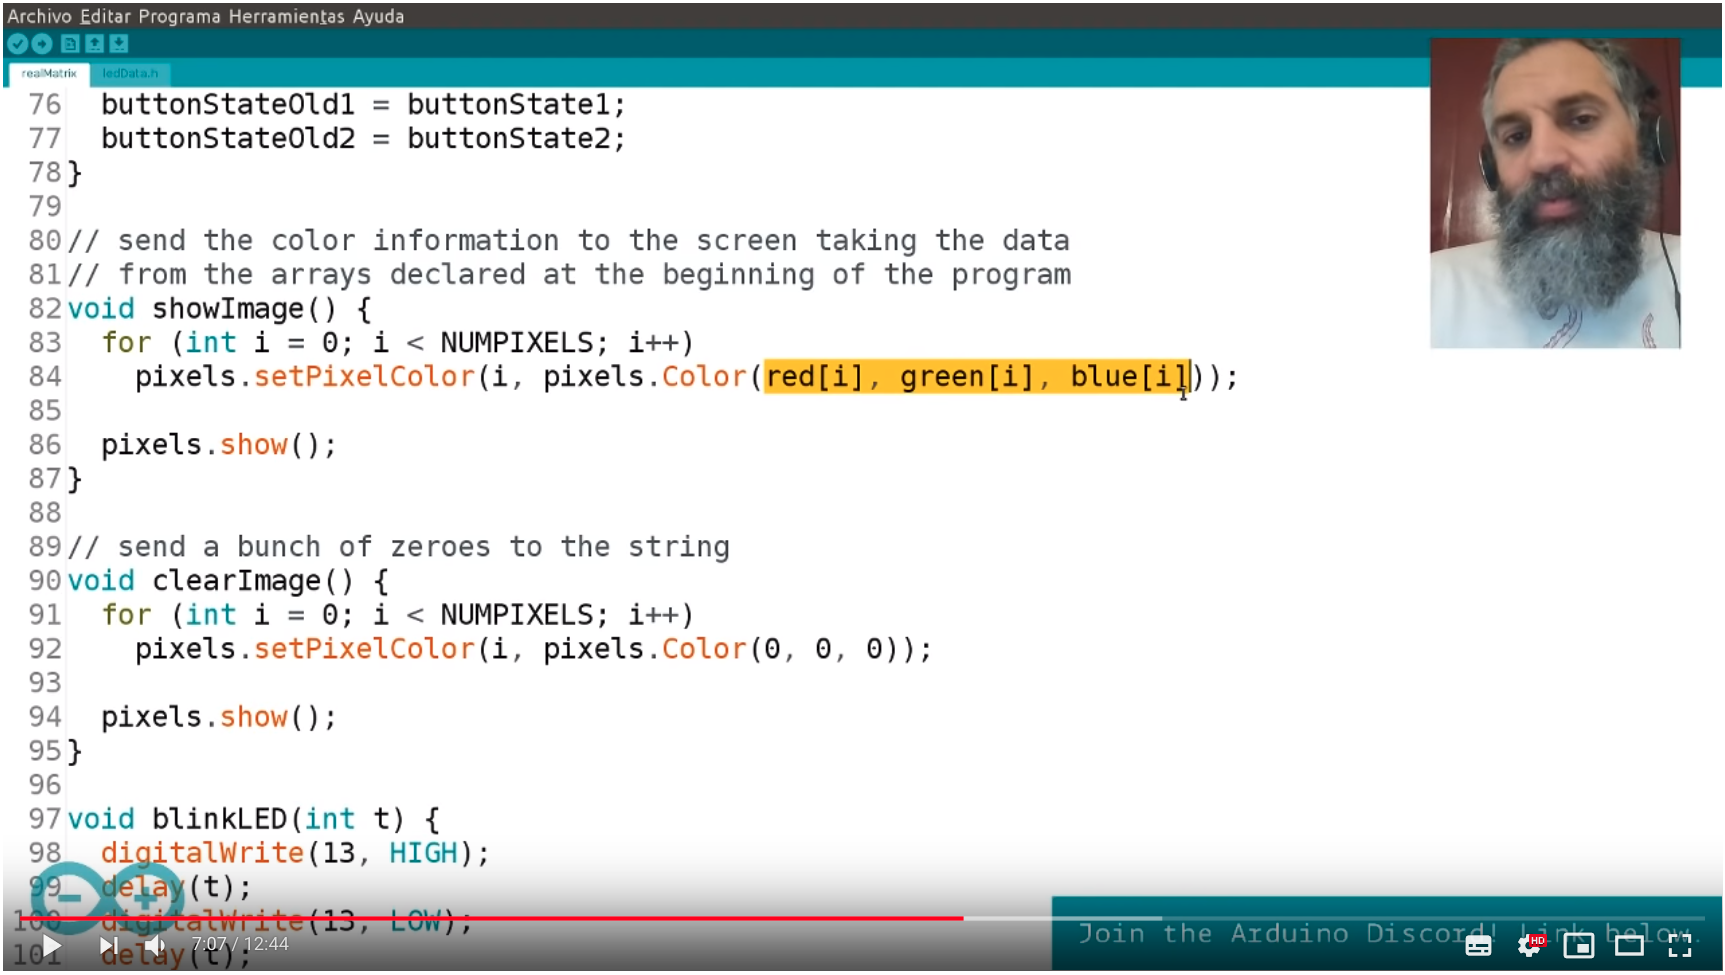 Archivo Editar Programa Herramientas Ayuda
realMatrix ledData.h
76 buttonStateOld1 = buttonState1;
77 buttonStateOld2 = buttonState2;
78 }
79
80 // send the color information to the screen taking the data
81 // from the arrays declared at the beginning of the program
82 void showImage() {
83 for (int i = 0; i < NUMPIXELS; i++)
84 pixels.setPixelColor(i, pixels.Color(red[i], green[i], blue[i]));
85
86 pixels.show();
87 }
88
89 // send a bunch of zeroes to the string
90 void clearImage() {
91 for (int i = 0; i < NUMPIXELS; i++)
92 pixels.setPixelColor(i, pixels.Color(0, 0, 0));
93
94 pixels.show();
95 }
96
97 void blinkLED(int t) {
98 digitalWrite(13, HIGH);
99 delay(t);
100 digitalWrite(13, LOW);
101 delay(t);
7:07 / 12:44
Join the Arduino Discord! Link below.
HD